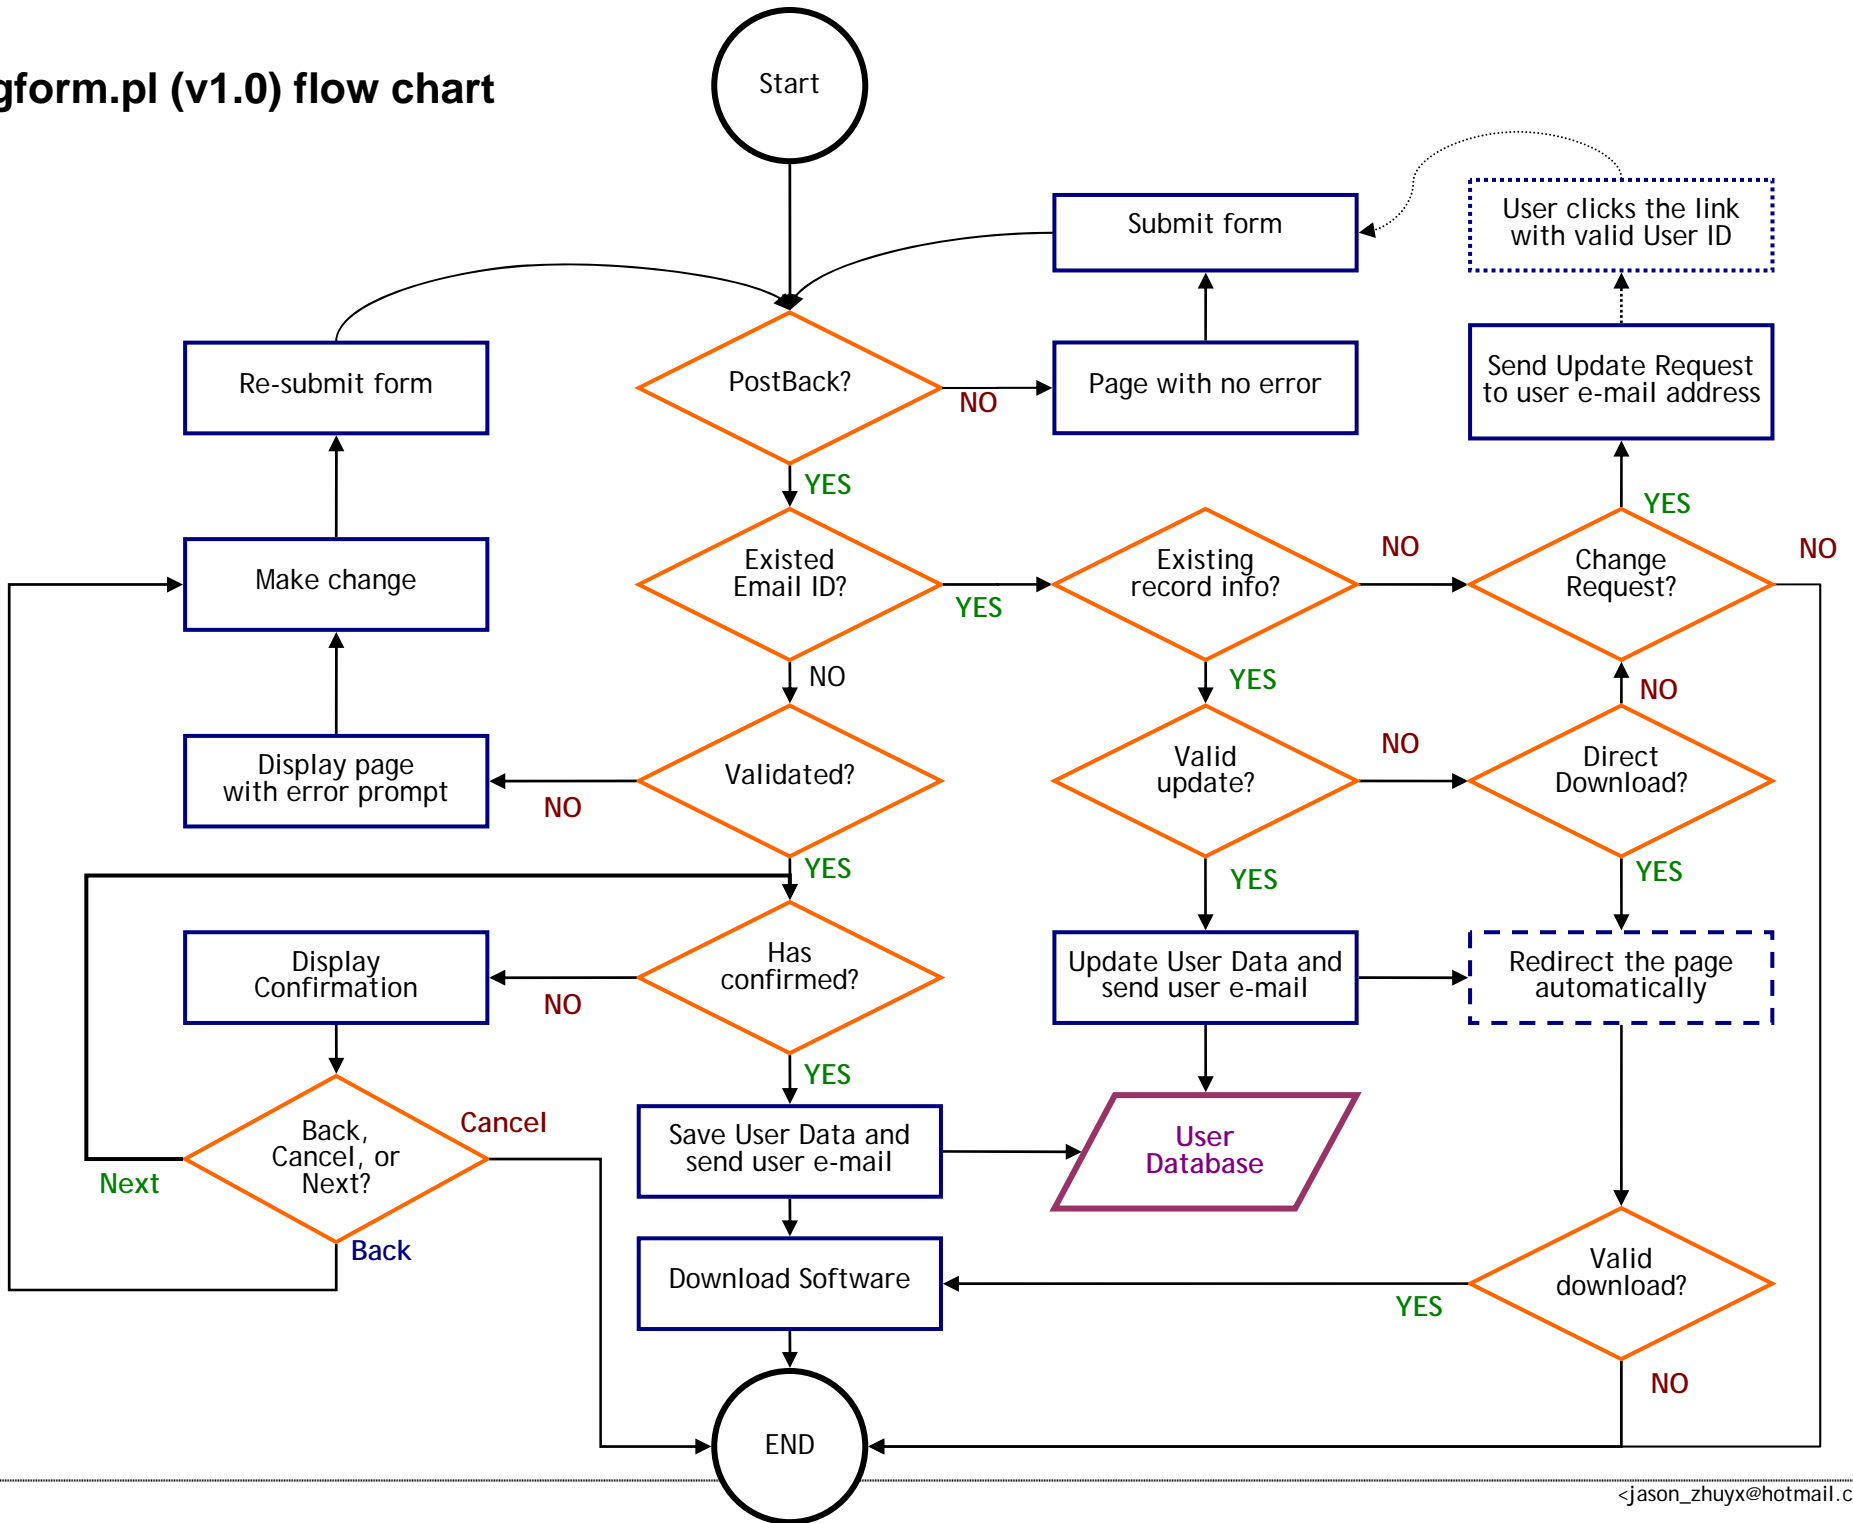 gform.pl (v1.0) flow chart
Start
Submit form
User clicks the link
with valid User ID
Re-submit form
PostBack?
NO
Page with no error
Send Update Request
to user e-mail address
YES
YES
Make change
Existed
Email ID?
YES
Existing
record info?
NO
Change
Request?
NO
NO
YES
NO
Display page
with error prompt
NO
Validated?
Valid
update?
NO
Direct
Download?
YES
YES
YES
Display
Confirmation
NO
Has
confirmed?
Update User Data and
send user e-mail
Redirect the page
automatically
YES
Back,
Cancel, or
Next?
Cancel
Next
Back
Save User Data and
send user e-mail
User
Database
Download Software
YES
Valid
download?
NO
END
<jason_zhuyx@hotmail.c